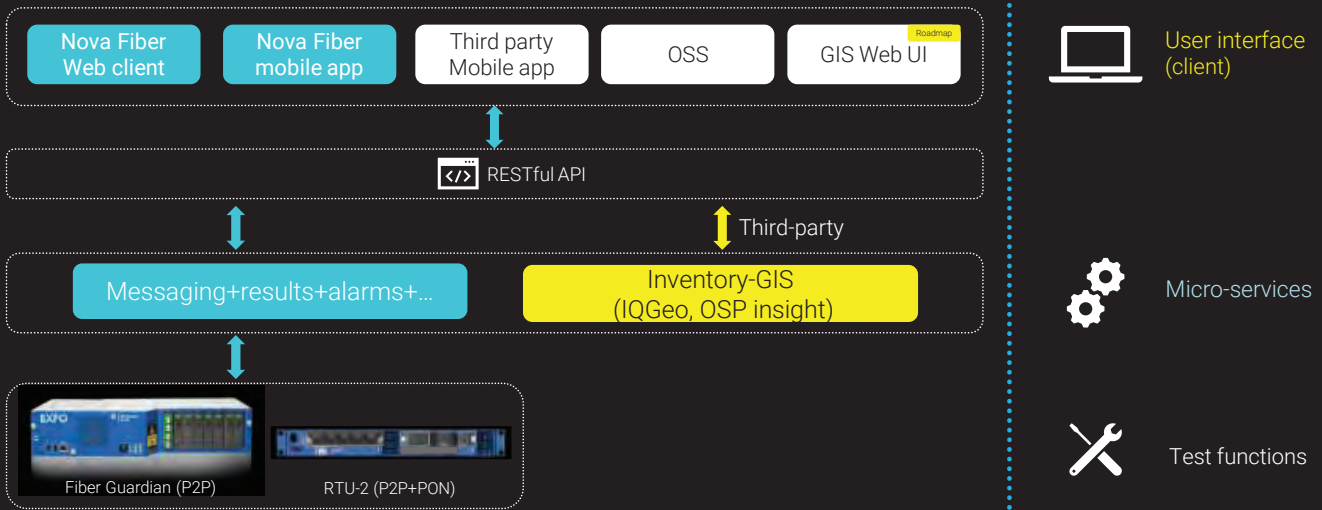 Nova Fiber
Web client
Nova Fiber
mobile app
Third party
Mobile app
OSS
Roadmap
GIS Web UI
User interface
(client)
</> RESTful API
Third-party
Messaging+results+alarms+...
Inventory-GIS
(IQGeo, OSP insight)
Micro-services
EXFO
Fiber Guardian (P2P)
RTU-2 (P2P+PON)
Test functions